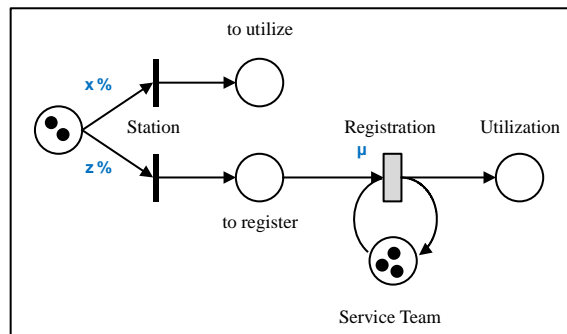 to utilize
x %
Station
Registration
Utilization
μ
z %
to register
Service Team